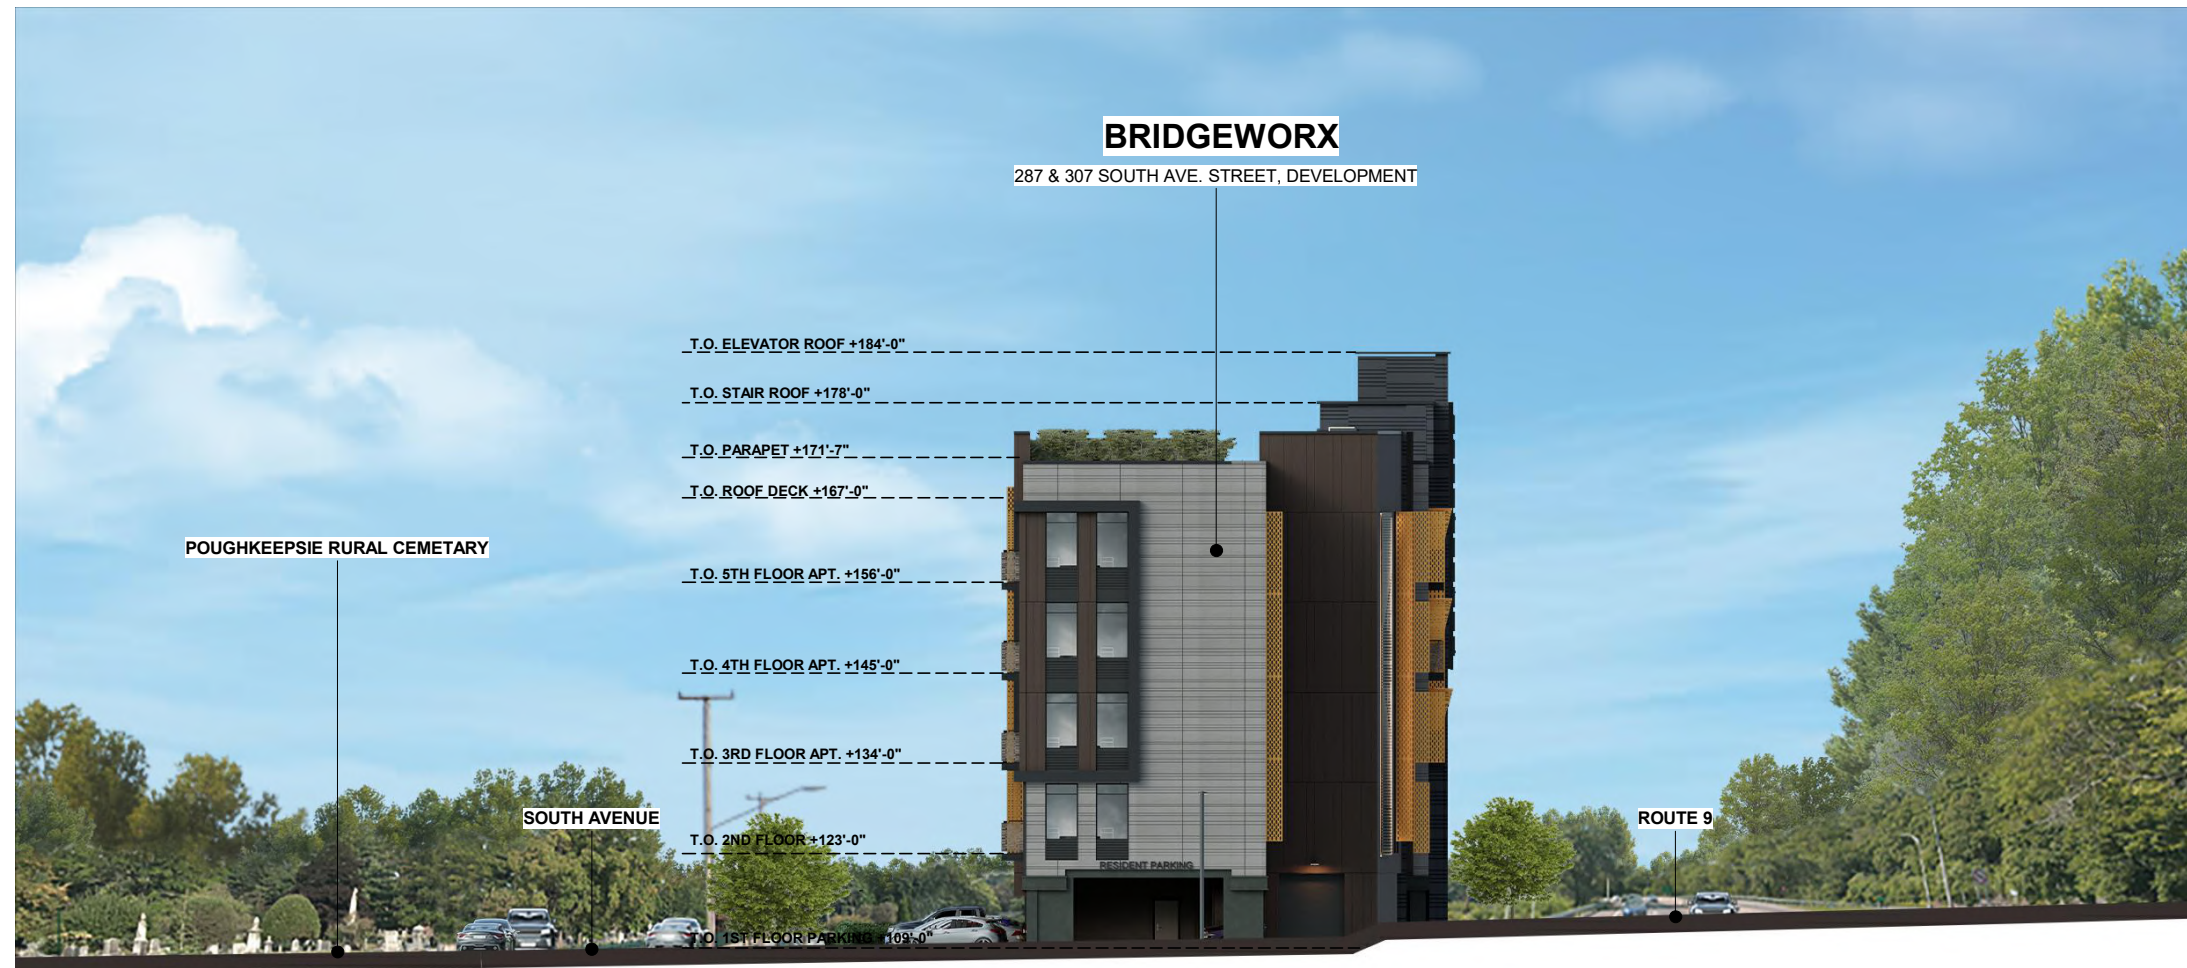 BRIDGEWORX
287 & 307 SOUTH AVE. STREET, DEVELOPMENT
T.O. ELEVATOR ROOF +184'-0"
T.O. STAIR ROOF +178'-0"
T.O. PARAPET +171'-7"
T.O. ROOF DECK +167'-0"
POUGHKEEPSIE RURAL CEMETARY
T.O. 5TH FLOOR APT. +156'-0"
T.O. 4TH FLOOR APT. +145'-0"
T.O. 3RD FLOOR APT. +134'-0"
SOUTH AVENUE
ROUTE 9
T.O. 2ND FLOOR +123'-0"
RESIDENT PARKING
T.O. 1ST FLOOR PARKING +109'-0"